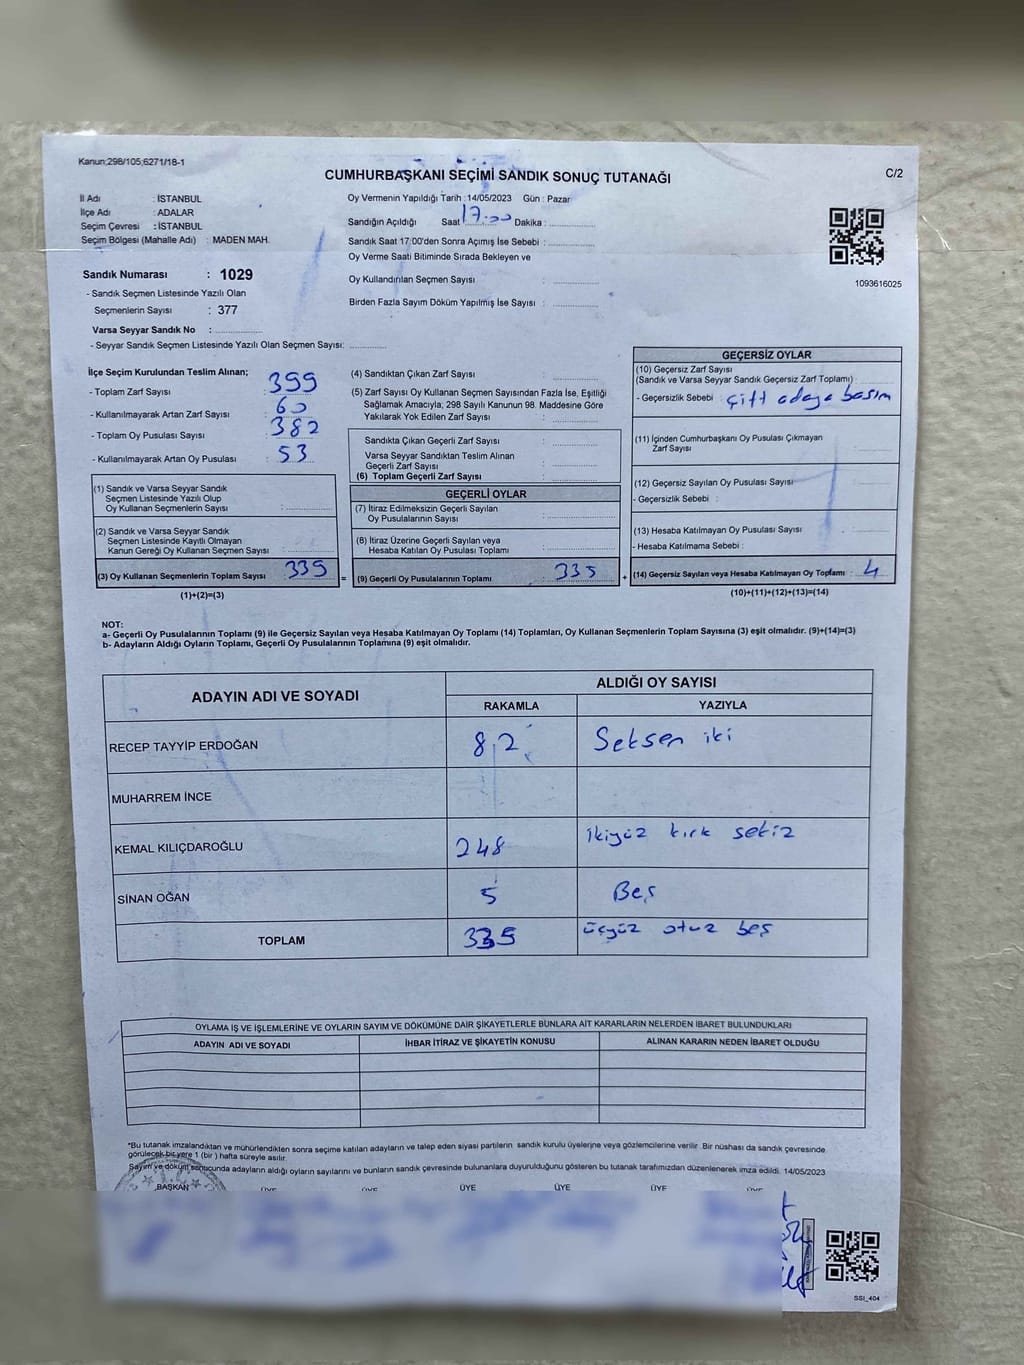 Kanun;298/105;6271/18-1
CUMHURBAŞKANI SEÇİMİ SANDIK SONUÇ TUTANAĞI
C/2
İl Adı : İSTANBUL
İlçe Adı : ADALAR
Seçim Çevresi : İSTANBUL
Seçim Bölgesi (Mahalle Adı) : MADEN MAH.
Oy Vermenin Yapıldığı Tarih : 14/05/2023 Gün : Pazar
Sandığın Açıldığı Saat 17.00 Dakika :
Sandık Saat 17:00'den Sonra Açımış İse Sebebi :
Oy Verme Saati Bitiminde Sırada Bekleyen ve
Oy Kullandırılan Seçmen Sayısı :
Birden Fazla Sayım Döküm Yapılmış İse Sayısı :
1093616025
Sandık Numarası : 1029
- Sandık Seçmen Listesinde Yazılı Olan
Seçmenlerin Sayısı : 377
Varsa Seyyar Sandık No :
- Seyyar Sandık Seçmen Listesinde Yazılı Olan Seçmen Sayısı:
İlçe Seçim Kurulundan Teslim Alınan;
- Toplam Zarf Sayısı : 399
- Kullanılmayarak Artan Zarf Sayısı : 60
- Toplam Oy Pusulası Sayısı : 382
- Kullanılmayarak Artan Oy Pusulası : 53
(1) Sandık ve Varsa Seyyar Sandık
Seçmen Listesinde Yazılı Olup
Oy Kullanan Seçmenlerin Sayısı :
(2) Sandık ve Varsa Seyyar Sandık
Seçmen Listesinde Kayıtlı Olmayan
Kanun Gereği Oy Kullanan Seçmen Sayısı :
(3) Oy Kullanan Seçmenlerin Toplam Sayısı : 339 =
(1)+(2)=(3)
(4) Sandıktan Çıkan Zarf Sayısı :
(5) Zarf Sayısı Oy Kullanan Seçmen Sayısından Fazla İse, Eşitliği
Sağlamak Amacıyla; 298 Sayılı Kanunun 98. Maddesine Göre
Yakılarak Yok Edilen Zarf Sayısı :
Sandıkta Çıkan Geçerli Zarf Sayısı :
Varsa Seyyar Sandıktan Teslim Alınan
Geçerli Zarf Sayısı :
(6) Toplam Geçerli Zarf Sayısı :
GEÇERLİ OYLAR
(7) İtiraz Edilmeksizin Geçerli Sayılan
Oy Pusulalarının Sayısı :
(8) İtiraz Üzerine Geçerli Sayılan veya
Hesaba Katılan Oy Pusulası Toplamı :
(9) Geçerli Oy Pusulalarının Toplamı : 335 +
GEÇERSİZ OYLAR
(10) Geçersiz Zarf Sayısı
(Sandık ve Varsa Seyyar Sandık Geçersiz Zarf Toplamı) :
- Geçersizlik Sebebi : çift adaya basım
(11) İçinden Cumhurbaşkanı Oy Pusulası Çıkmayan
Zarf Sayısı :
(12) Geçersiz Sayılan Oy Pusulası Sayısı :
- Geçersizlik Sebebi :
(13) Hesaba Katılmayan Oy Pusulası Sayısı :
- Hesaba Katılmama Sebebi :
(14) Geçersiz Sayılan veya Hesaba Katılmayan Oy Toplamı : 4
(10)+(11)+(12)+(13)=(14)
NOT:
a- Geçerli Oy Pusulalarının Toplamı (9) ile Geçersiz Sayılan veya Hesaba Katılmayan Oy Toplamı (14) Toplamları, Oy Kullanan Seçmenlerin Toplam Sayısına (3) eşit olmalıdır. (9)+(14)=(3)
b- Adayların Aldığı Oyların Toplamı, Geçerli Oy Pusulalarının Toplamına (9) eşit olmalıdır.
ADAYIN ADI VE SOYADI
ALDIĞI OY SAYISI
RAKAMLA YAZIYLA
RECEP TAYYİP ERDOĞAN 82 Seksen iki
MUHARREM İNCE
KEMAL KILIÇDAROĞLU 248 ikiyüz kırk sekiz
SİNAN OĞAN 5 Beş
TOPLAM 335 üçyüz otuz beş
OYLAMA İŞ VE İŞLEMLERİNE VE OYLARIN SAYIM VE DÖKÜMÜNE DAİR ŞİKAYETLERLE BUNLARA AİT KARARLARIN NELERDEN İBARET BULUNDUKLARI
ADAYIN ADI VE SOYADI İHBAR İTİRAZ VE ŞİKAYETİN KONUSU ALINAN KARARIN NEDEN İBARET OLDUĞU
*Bu tutanak imzalandıktan ve mühürlendikten sonra seçime katılan adayların ve talep eden siyasi partilerin sandık kurulu üyelerine veya gözlemcilerine verilir. Bir nüshası da sandık çevresinde
görülecek bir yere 1 (bir) hafta süreyle asılır.
Sayım ve döküm sonucunda adayların aldığı oyların sayılarını ve bunların sandık çevresinde bulunanlara duyurulduğunu gösteren bu tutanak tarafımızdan düzenlenerek imza edildi. 14/05/2023
BAŞKAN ÜYE ÜYE ÜYE ÜYE ÜYE ÜYE
SSI_404